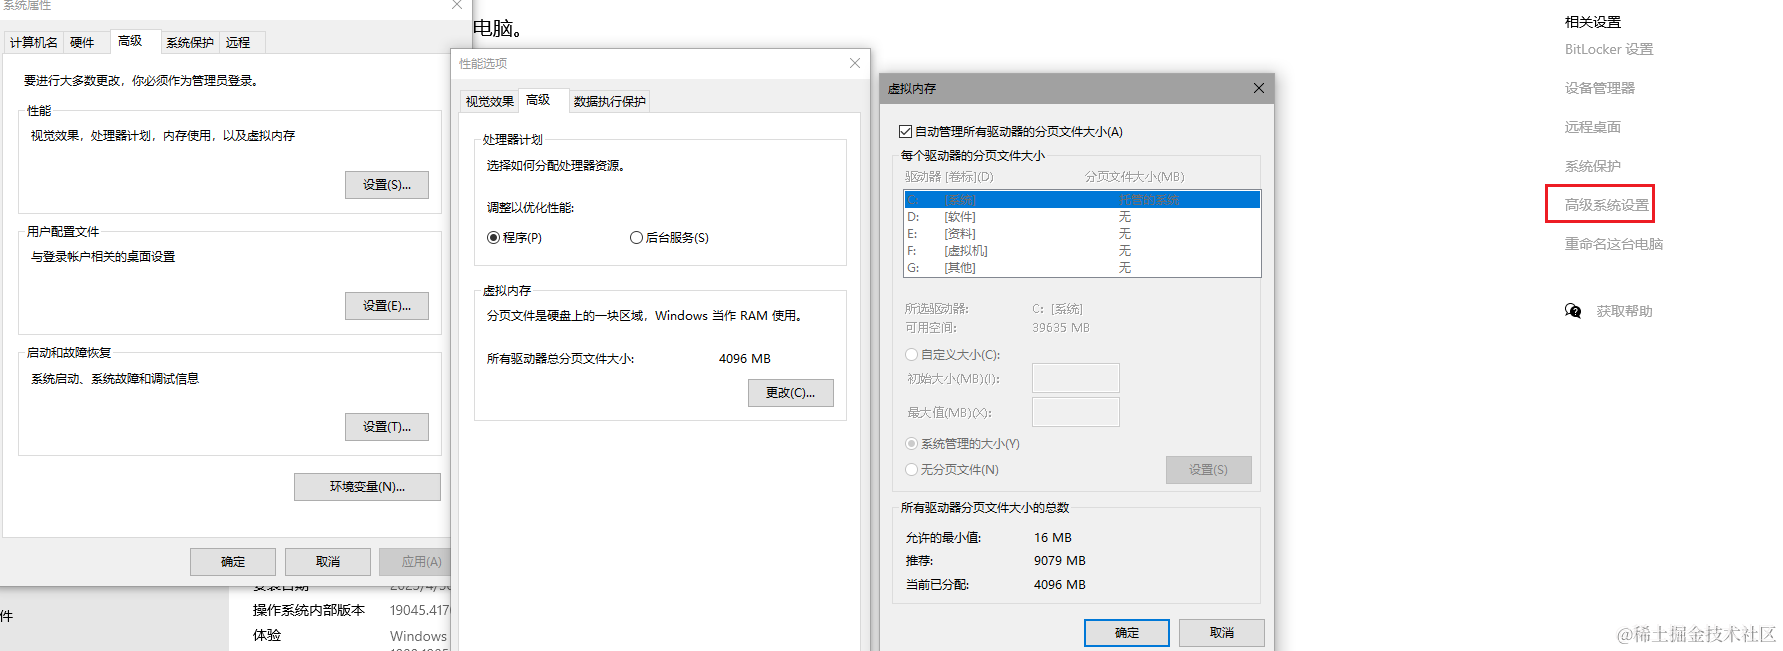 系统属性
计算机名
硬件
高级
系统保护
远程
要进行大多数更改，你必须作为管理员登录。
性能
视觉效果，处理器计划，内存使用，以及虚拟内存
设置(S)...
用户配置文件
与登录帐户相关的桌面设置
设置(E)...
启动和故障恢复
系统启动、系统故障和调试信息
设置(T)...
环境变量(N)...
确定
取消
应用(A)
安装日期
操作系统内部版本 19045.417
体验 Windows
件
电脑。
性能选项
视觉效果
高级
数据执行保护
处理器计划
选择如何分配处理器资源。
调整以优化性能:
程序(P)
后台服务(S)
虚拟内存
分页文件是硬盘上的一块区域，Windows 当作 RAM 使用。
所有驱动器总分页文件大小: 4096 MB
更改(C)...
虚拟内存
自动管理所有驱动器的分页文件大小(A)
每个驱动器的分页文件大小
驱动器 [卷标](D) 分页文件大小(MB)
C: [系统] 托管的系统
D: [软件] 无
E: [资料] 无
F: [虚拟机] 无
G: [其他] 无
所选驱动器: C: [系统]
可用空间: 39635 MB
自定义大小(C):
初始大小(MB)(I):
最大值(MB)(X):
系统管理的大小(Y)
无分页文件(N)
设置(S)
所有驱动器分页文件大小的总数
允许的最小值: 16 MB
推荐: 9079 MB
当前已分配: 4096 MB
确定
取消
相关设置
BitLocker 设置
设备管理器
远程桌面
系统保护
高级系统设置
重命名这台电脑
获取帮助
@稀土掘金技术社区